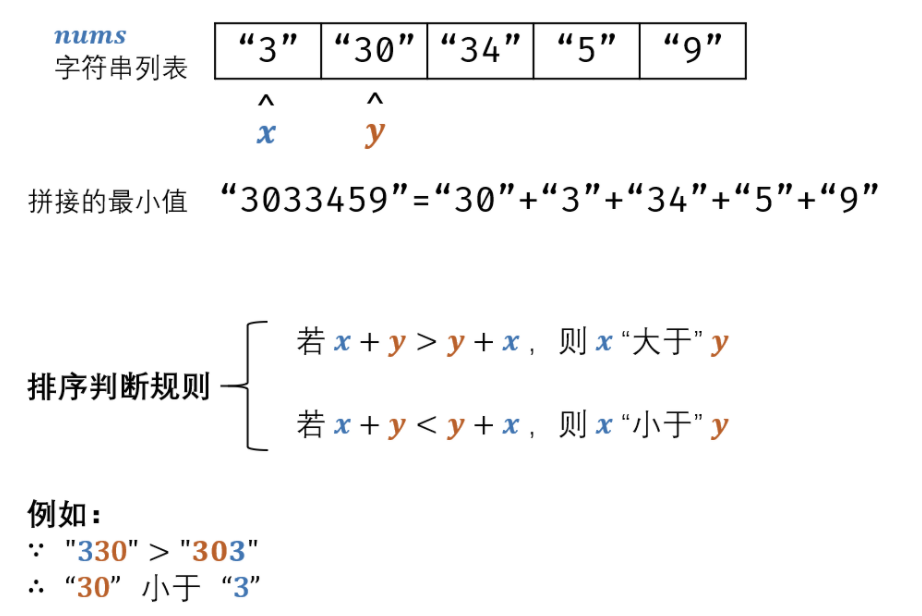 nums
字符串列表
“3” “30” “34” “5” “9”
^ ^
x y
拼接的最小值 “3033459”=“30”+“3”+“34”+“5”+“9”
若 x + y > y + x ，则 x “大于” y
排序判断规则
若 x + y < y + x ，则 x “小于” y
例如：
∵ "330" > "303"
∴ “30” 小于 “3”